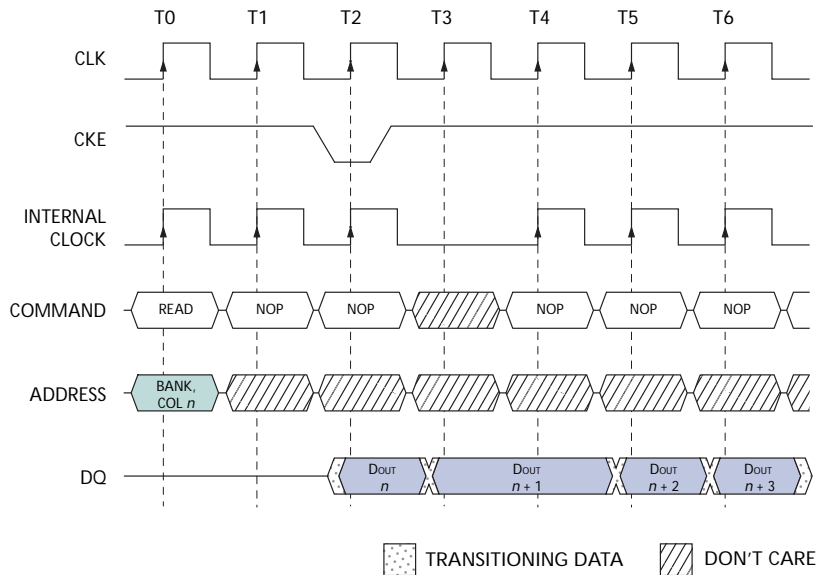 T0 T1 T2 T3 T4 T5 T6
CLK
CKE
INTERNAL
CLOCK
COMMAND READ NOP NOP NOP NOP NOP
ADDRESS BANK,
COL n
DQ DOUT DOUT DOUT DOUT
n n + 1 n + 2 n + 3
TRANSITIONING DATA DON'T CARE